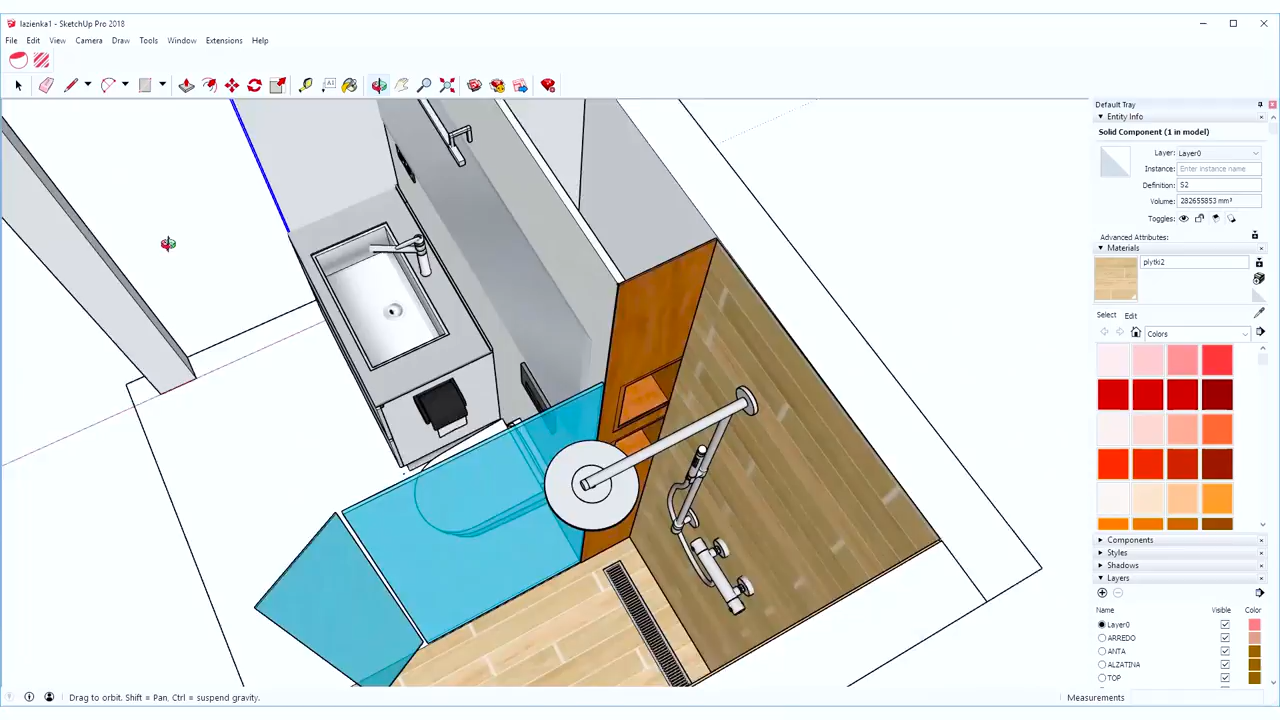 lazienka1 - SketchUp Pro 2018
File Edit View Camera Draw Tools Window Extensions Help
Default Tray
Entity Info
Solid Component (1 in model)
Layer: Layer0
Instance: Enter instance name
Definition: S2
Volume: 282655853 mm³
Toggles:
Advanced Attributes:
Materials
plytki2
Select Edit
Colors
Components
Styles
Shadows
Layers
Name Visible Color
Layer0
ARREDO
ANTA
ALZATINA
TOP
Drag to orbit. Shift = Pan, Ctrl = suspend gravity.
Measurements